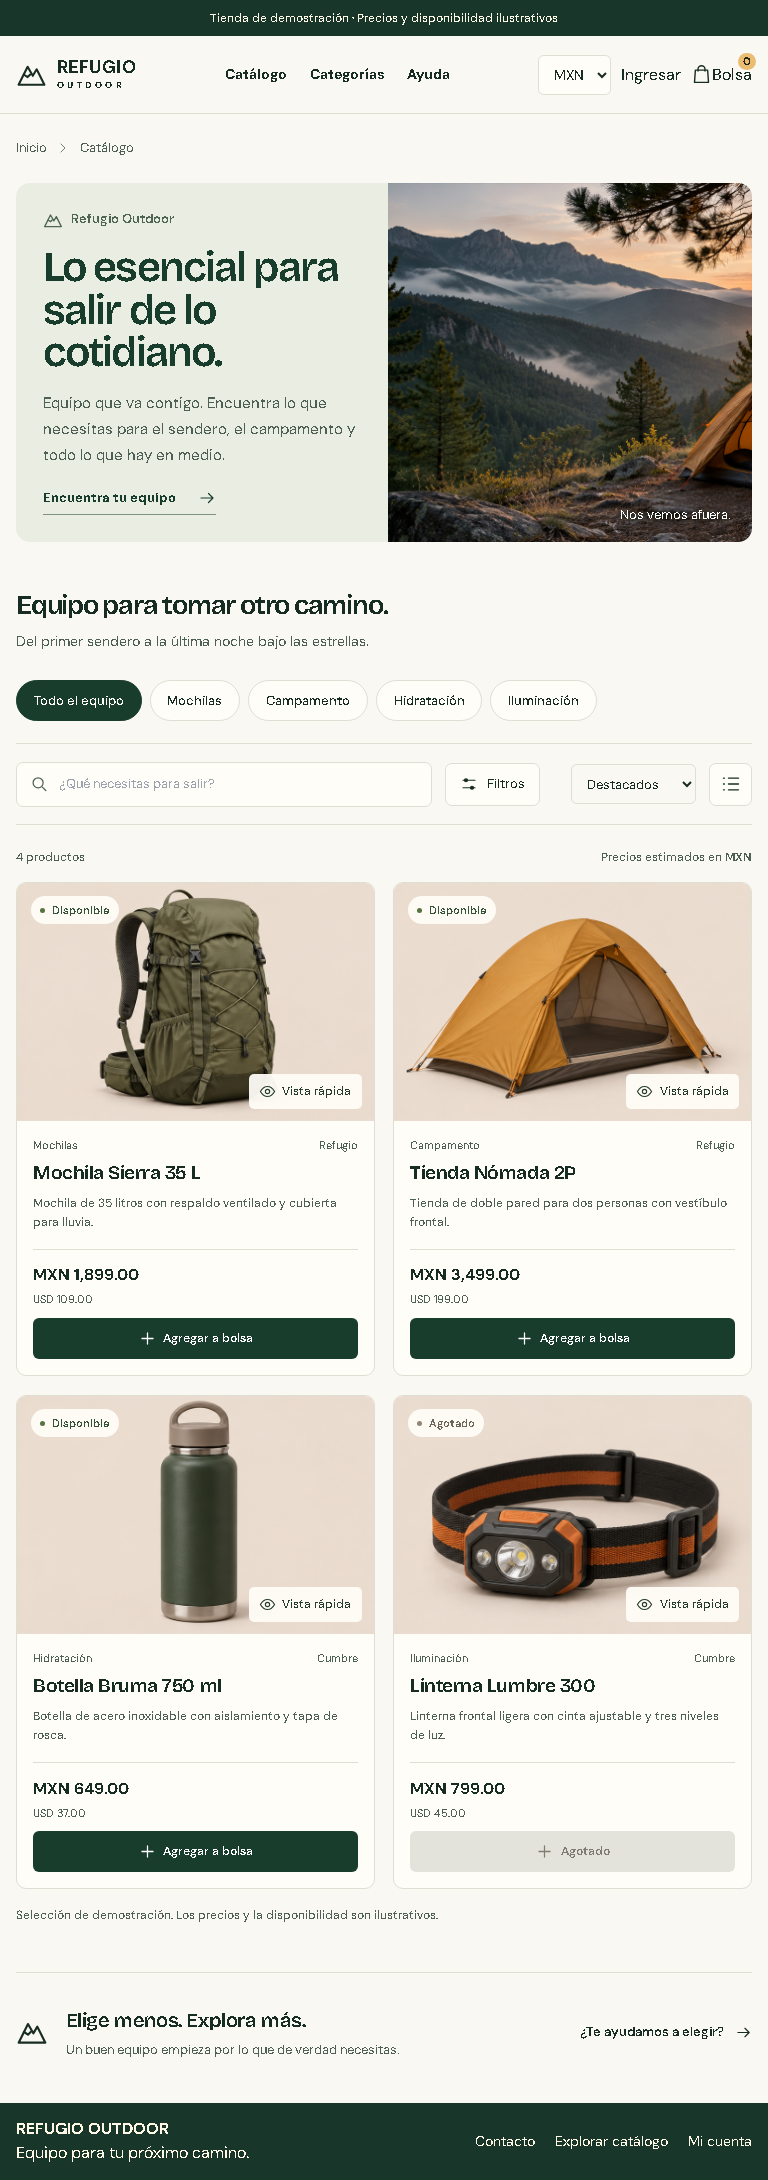 Tienda de demostración · Precios y disponibilidad ilustrativos
REFUGIO
OUTDOOR
Catálogo
Categorías
Ayuda
MXN
Ingresar
Bolsa
0
Inicio
Catálogo
Refugio Outdoor
Lo esencial para
salir de lo
cotidiano.
Equipo que va contigo. Encuentra lo que
necesitas para el sendero, el campamento y
todo lo que hay en medio.
Encuentra tu equipo
Nos vemos afuera.
Equipo para tomar otro camino.
Del primer sendero a la última noche bajo las estrellas.
Todo el equipo
Mochilas
Campamento
Hidratación
Iluminación
¿Qué necesitas para salir?
Filtros
Destacados
4 productos
Precios estimados en MXN
Disponible
Vista rápida
Mochilas
Refugio
Mochila Sierra 35 L
Mochila de 35 litros con respaldo ventilado y cubierta
para lluvia.
MXN 1,899.00
USD 109.00
Agregar a bolsa
Disponible
Vista rápida
Campamento
Refugio
Tienda Nómada 2P
Tienda de doble pared para dos personas con vestíbulo
frontal.
MXN 3,499.00
USD 199.00
Agregar a bolsa
Disponible
Vista rápida
Hidratación
Cumbre
Botella Bruma 750 ml
Botella de acero inoxidable con aislamiento y tapa de
rosca.
MXN 649.00
USD 37.00
Agregar a bolsa
Agotado
Vista rápida
Iluminación
Cumbre
Linterna Lumbre 300
Linterna frontal ligera con cinta ajustable y tres niveles
de luz.
MXN 799.00
USD 45.00
Agotado
Selección de demostración. Los precios y la disponibilidad son ilustrativos.
Elige menos. Explora más.
Un buen equipo empieza por lo que de verdad necesitas.
¿Te ayudamos a elegir?
REFUGIO OUTDOOR
Equipo para tu próximo camino.
Contacto
Explorar catálogo
Mi cuenta